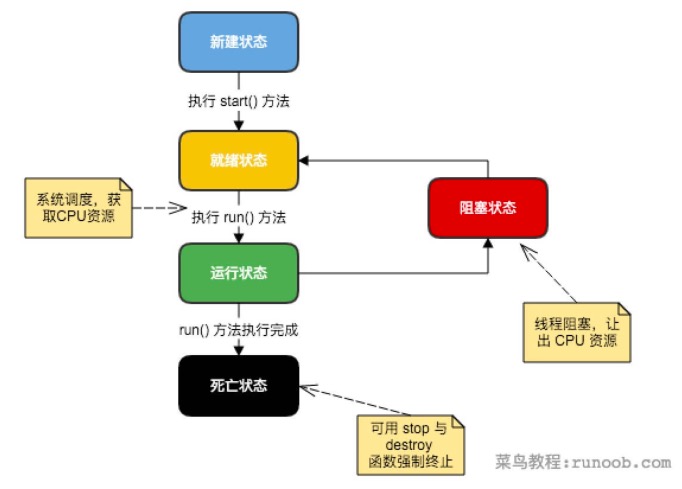 新建状态
执行 start() 方法
就绪状态
系统调度，获
取CPU资源
执行 run() 方法
阻塞状态
运行状态
线程阻塞，让
出 CPU 资源
run() 方法执行完成
死亡状态
可用 stop 与
destroy
函数强制终止
菜鸟教程:runoob.com